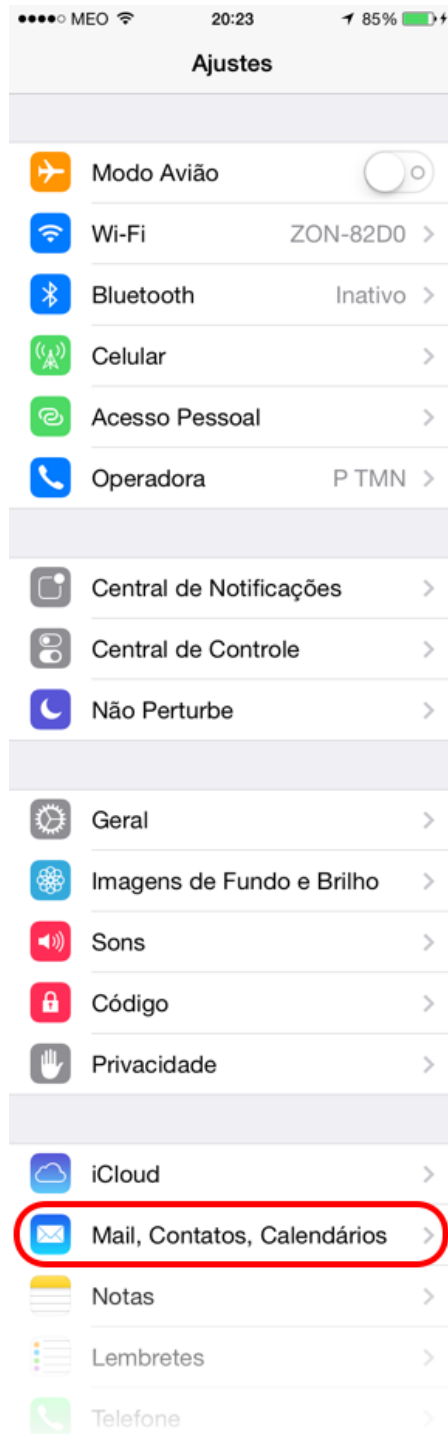 MEO 20:23 85%
Ajustes
Modo Avião
Wi-Fi ZON-82D0
Bluetooth Inativo
Celular
Acesso Pessoal
Operadora P TMN
Central de Notificações
Central de Controle
Não Perturbe
Geral
Imagens de Fundo e Brilho
Sons
Código
Privacidade
iCloud
Mail, Contatos, Calendários
Notas
Lembretes
Telefone